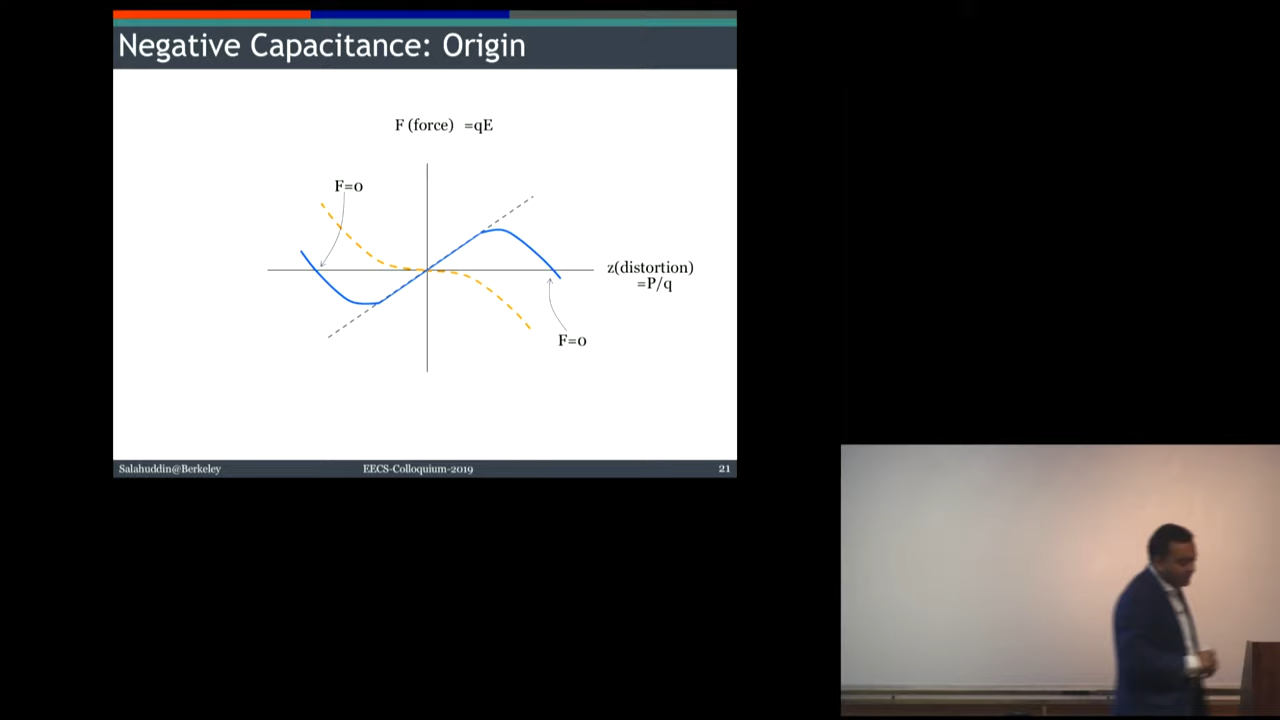 Negative Capacitance: Origin
F (force) =qE
F=0
z(distortion)
=P/q
F=0
Salahuddin@Berkeley EECS-Colloquium-2019 21